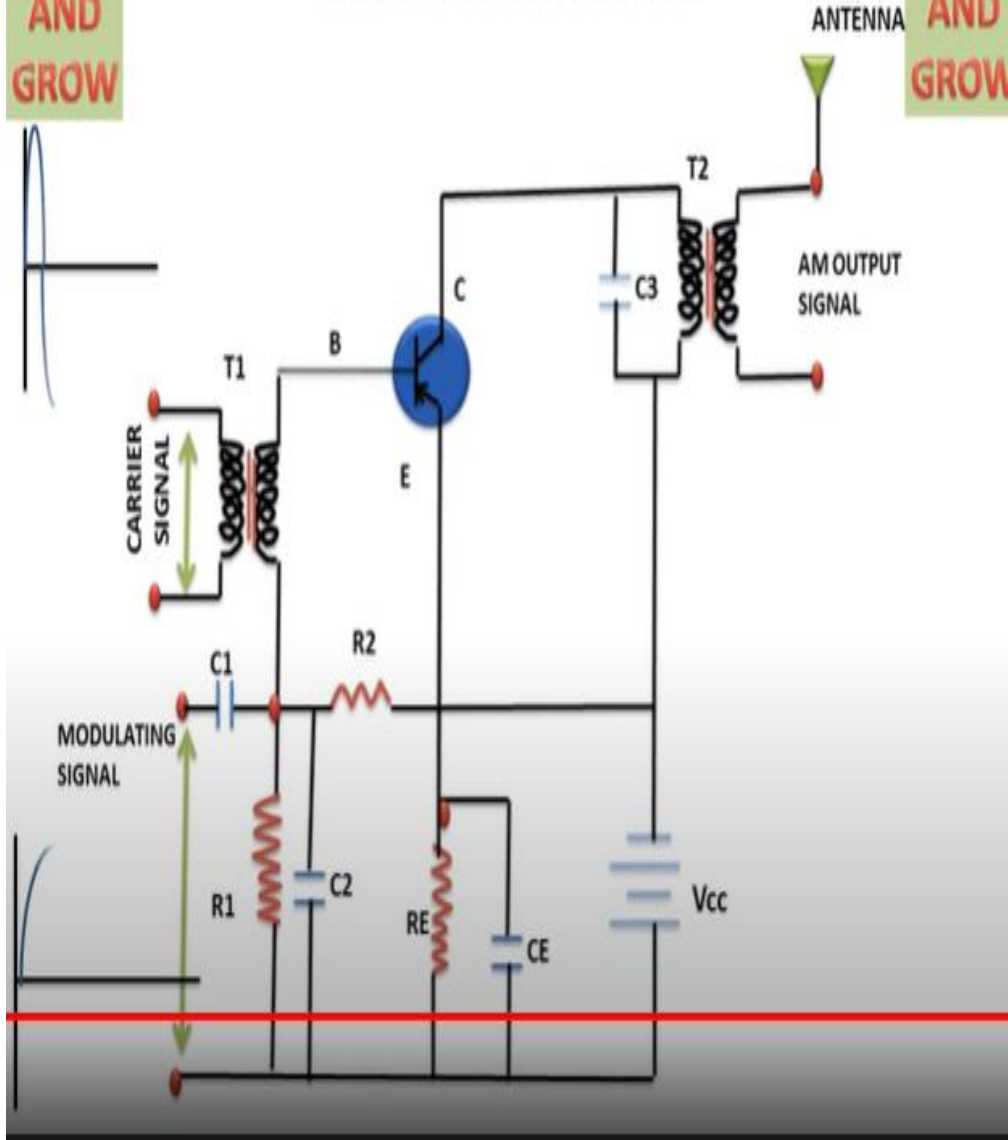 AND
GROW
ANTENNA
AND
GROW
T2
C
C3
AM OUTPUT
SIGNAL
B
T1
CARRIER
SIGNAL
E
R2
C1
MODULATING
SIGNAL
R1
C2
RE
CE
Vcc